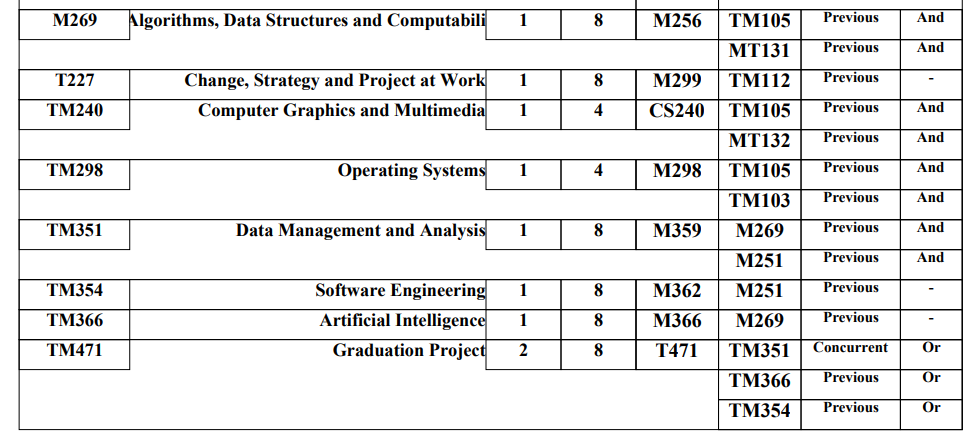 M269 Algorithms, Data Structures and Computabili 1 8 M256 TM105 Previous And
MT131 Previous And
T227 Change, Strategy and Project at Work 1 8 M299 TM112 Previous -
TM240 Computer Graphics and Multimedia 1 4 CS240 TM105 Previous And
MT132 Previous And
TM298 Operating Systems 1 4 M298 TM105 Previous And
TM103 Previous And
TM351 Data Management and Analysis 1 8 M359 M269 Previous And
M251 Previous And
TM354 Software Engineering 1 8 M362 M251 Previous -
TM366 Artificial Intelligence 1 8 M366 M269 Previous -
TM471 Graduation Project 2 8 T471 TM351 Concurrent Or
TM366 Previous Or
TM354 Previous Or